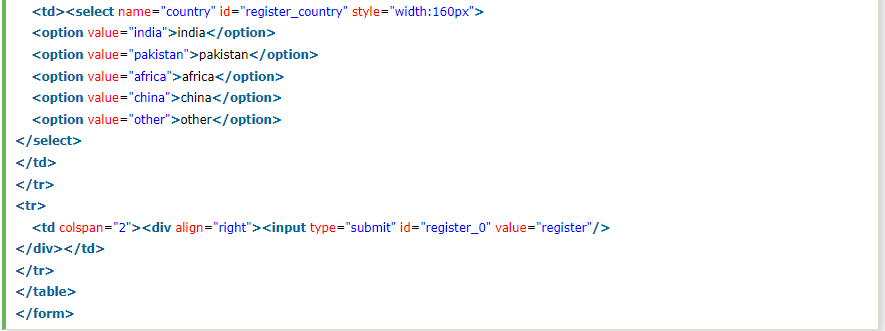 <td><select name="country" id="register_country" style="width:160px">
<option value="india">india</option>
<option value="pakistan">pakistan</option>
<option value="africa">africa</option>
<option value="china">china</option>
<option value="other">other</option>
</select>
</td>
</tr>
<tr>
<td colspan="2"><div align="right"><input type="submit" id="register_0" value="register"/>
</div></td>
</tr>
</table>
</form>